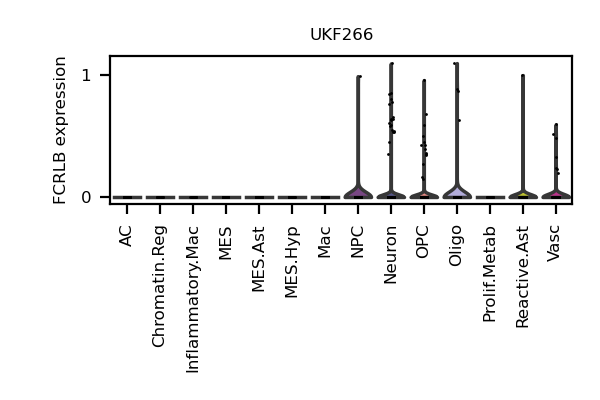 UKF266
FCRLB expression
1
0
AC
Chromatin.Reg
Inflammatory.Mac
MES
MES.Ast
MES.Hyp
Mac
NPC
Neuron
OPC
Oligo
Prolif.Metab
Reactive.Ast
Vasc